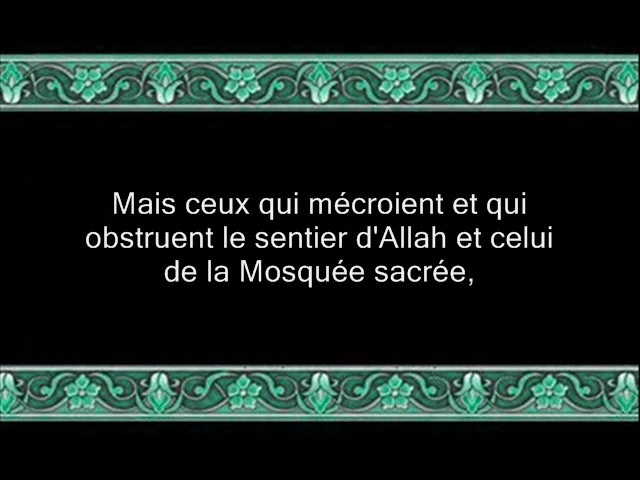 Mais ceux qui mécroient et qui
obstruent le sentier d'Allah et celui
de la Mosquée sacrée,